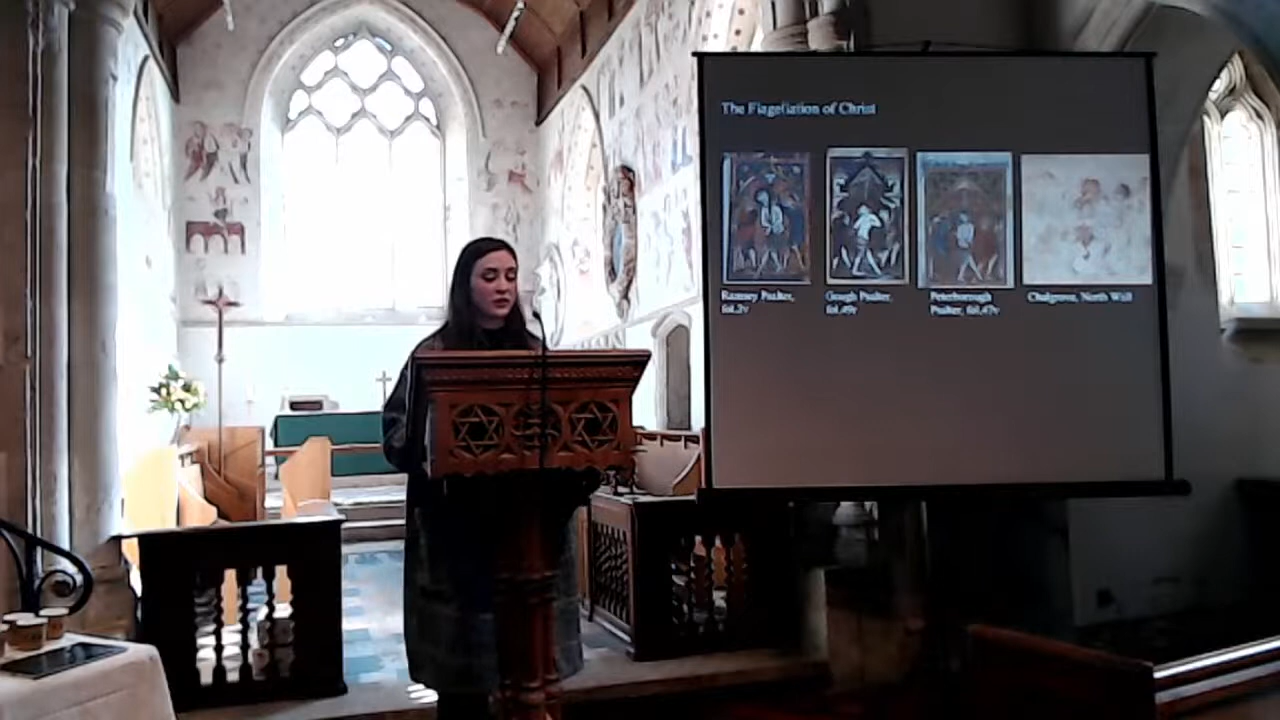 The Flagellation of Christ
Ramsey Psalter,
fol.2v
Gough Psalter,
fol.49v
Peterborough
Psalter, fol.47v
Chalgrove, North Wall